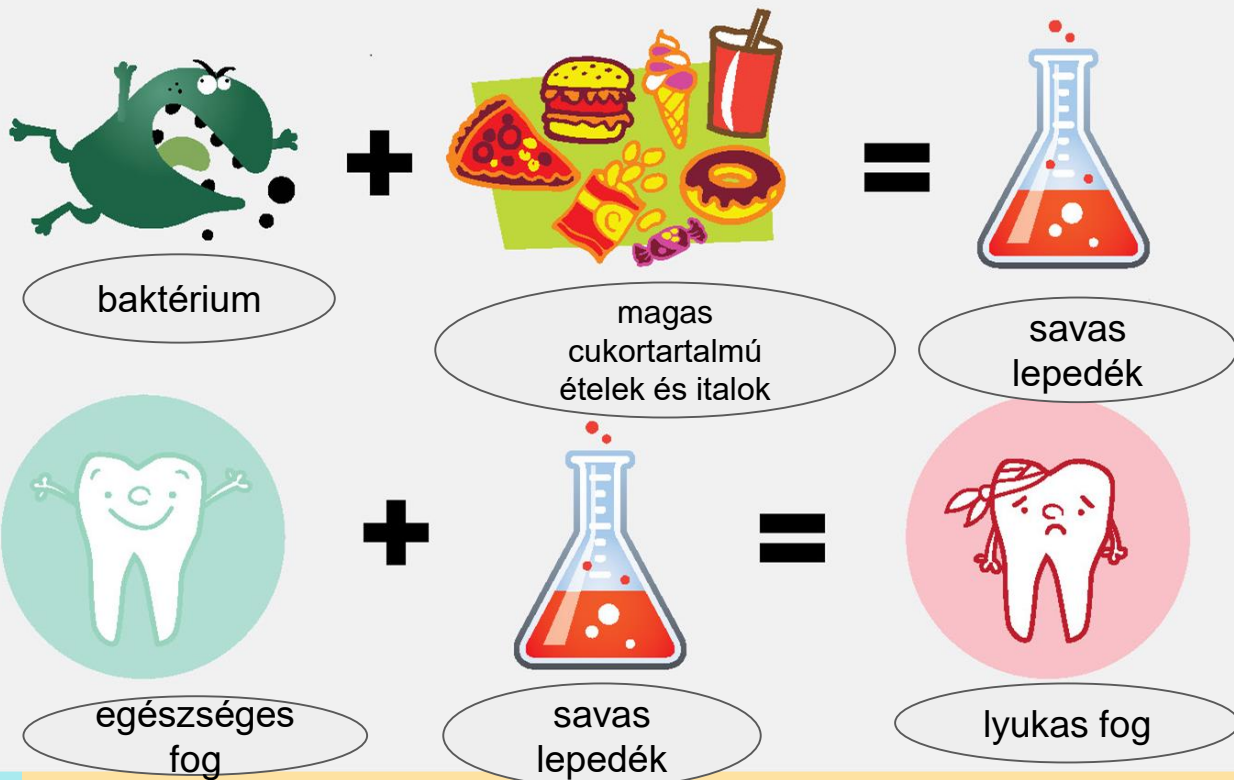 baktérium
magas
cukortartalmú
ételek és italok
savas
lepedék
egészséges
fog
savas
lepedék
lyukas fog